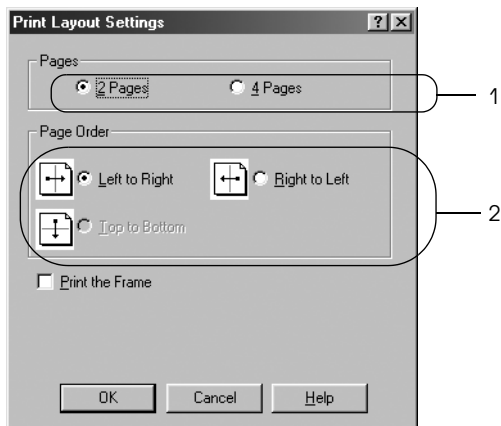 Print Layout Settings
Pages
2 Pages 4 Pages
1
Page Order
Left to Right Right to Left
Top to Bottom
2
Print the Frame
OK Cancel Help